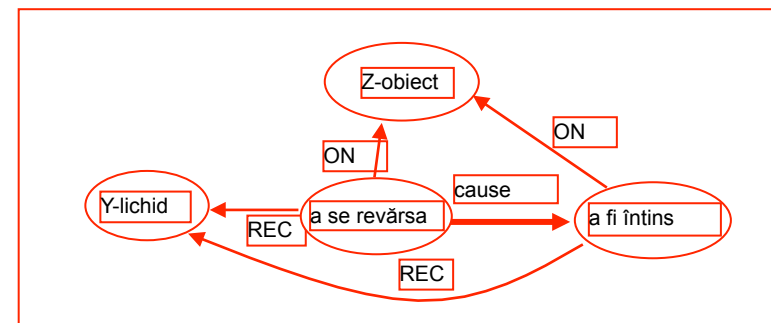 Z-obiect
ON
ON
cause
Y-lichid
a se revărsa
a fi întins
REC
REC